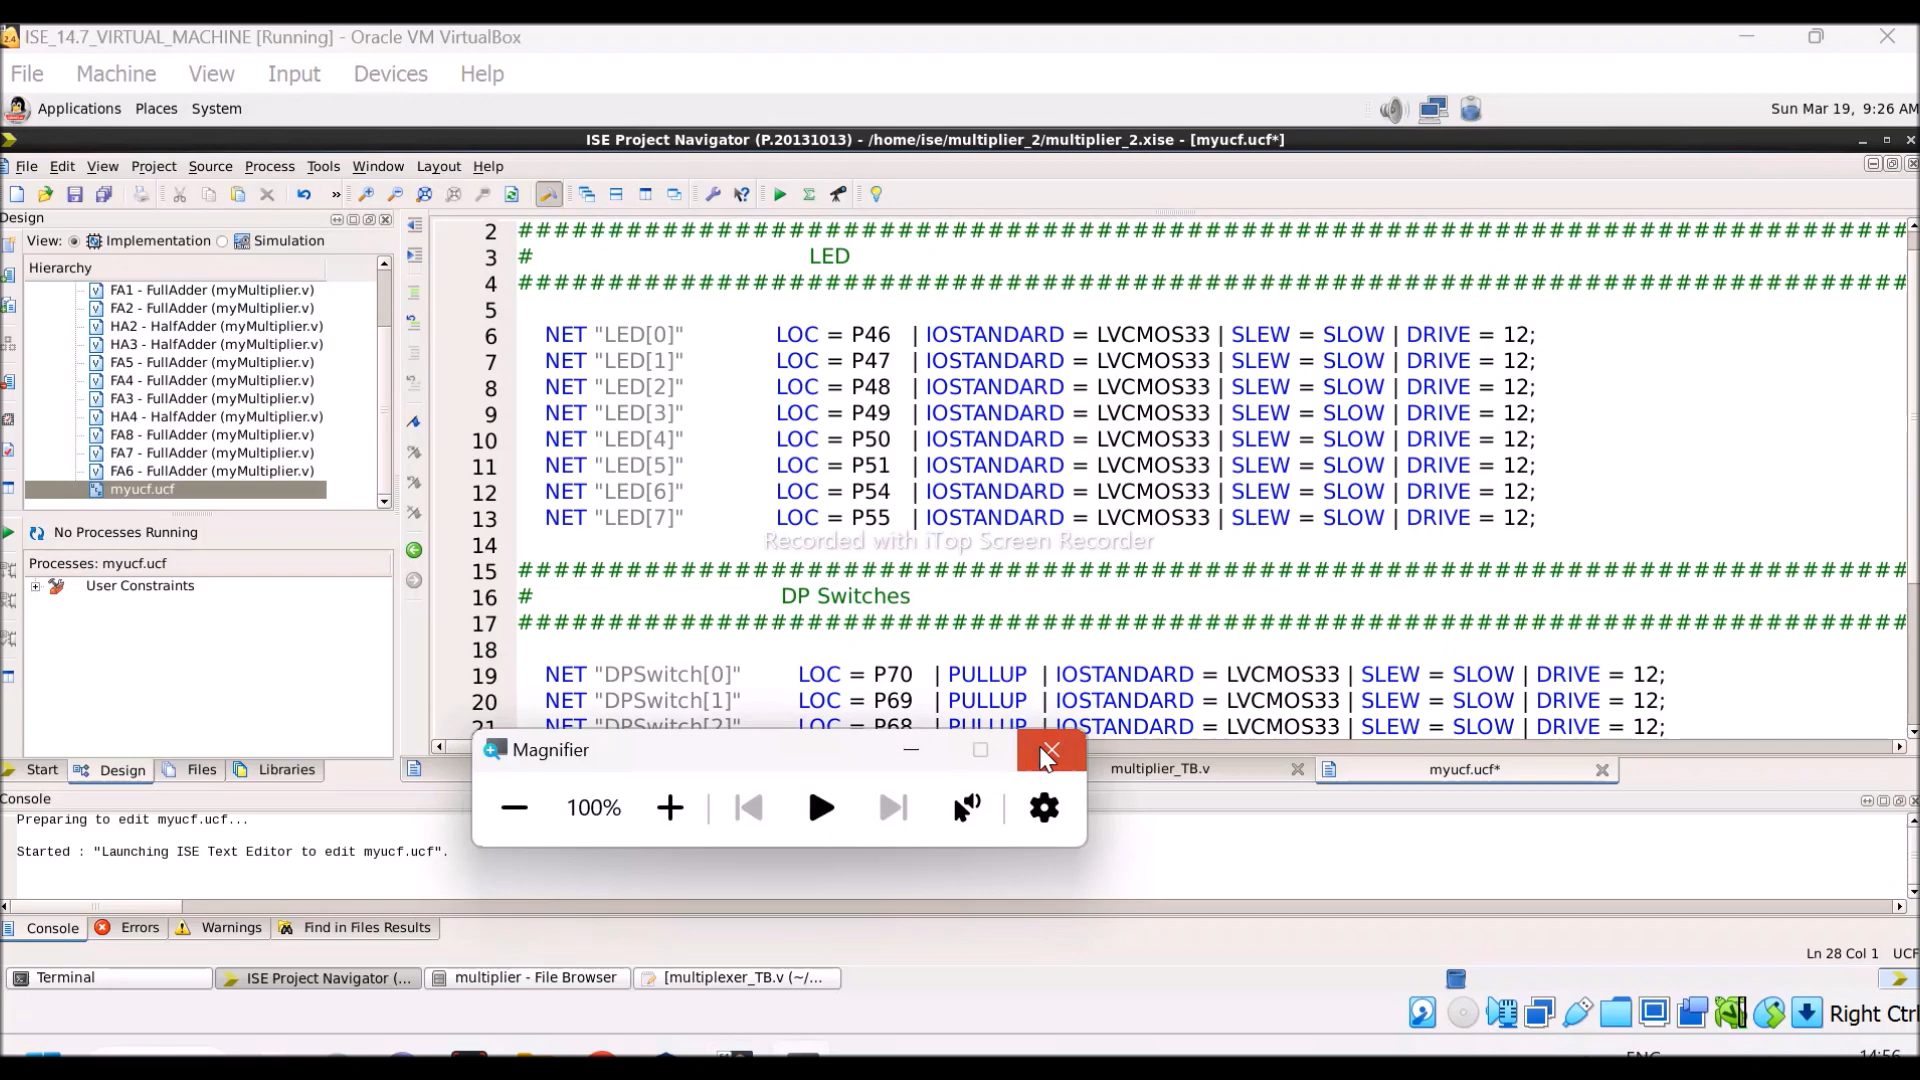 ISE_14.7_VIRTUAL_MACHINE [Running] - Oracle VM VirtualBox
File Machine View Input Devices Help
Applications Places System
Sun Mar 19, 9:26 AM
ISE Project Navigator (P.20131013) - /home/ise/multiplier_2/multiplier_2.xise - [myucf.ucf*]
File Edit View Project Source Process Tools Window Layout Help
Design
View: Implementation Simulation
Hierarchy
FA1 - FullAdder (myMultiplier.v)
FA2 - FullAdder (myMultiplier.v)
HA2 - HalfAdder (myMultiplier.v)
HA3 - HalfAdder (myMultiplier.v)
FA5 - FullAdder (myMultiplier.v)
FA4 - FullAdder (myMultiplier.v)
FA3 - FullAdder (myMultiplier.v)
HA4 - HalfAdder (myMultiplier.v)
FA8 - FullAdder (myMultiplier.v)
FA7 - FullAdder (myMultiplier.v)
FA6 - FullAdder (myMultiplier.v)
myucf.ucf
No Processes Running
Processes: myucf.ucf
User Constraints
Start Design Files Libraries
2 ################################################################################
3 # LED
4 ################################################################################
5
6 NET "LED[0]" LOC = P46 | IOSTANDARD = LVCMOS33 | SLEW = SLOW | DRIVE = 12;
7 NET "LED[1]" LOC = P47 | IOSTANDARD = LVCMOS33 | SLEW = SLOW | DRIVE = 12;
8 NET "LED[2]" LOC = P48 | IOSTANDARD = LVCMOS33 | SLEW = SLOW | DRIVE = 12;
9 NET "LED[3]" LOC = P49 | IOSTANDARD = LVCMOS33 | SLEW = SLOW | DRIVE = 12;
10 NET "LED[4]" LOC = P50 | IOSTANDARD = LVCMOS33 | SLEW = SLOW | DRIVE = 12;
11 NET "LED[5]" LOC = P51 | IOSTANDARD = LVCMOS33 | SLEW = SLOW | DRIVE = 12;
12 NET "LED[6]" LOC = P54 | IOSTANDARD = LVCMOS33 | SLEW = SLOW | DRIVE = 12;
13 NET "LED[7]" LOC = P55 | IOSTANDARD = LVCMOS33 | SLEW = SLOW | DRIVE = 12;
Recorded with iTop Screen Recorder
14
15 ################################################################################
16 # DP Switches
17 ################################################################################
18
19 NET "DPSwitch[0]" LOC = P70 | PULLUP | IOSTANDARD = LVCMOS33 | SLEW = SLOW | DRIVE = 12;
20 NET "DPSwitch[1]" LOC = P69 | PULLUP | IOSTANDARD = LVCMOS33 | SLEW = SLOW | DRIVE = 12;
21 NET "DPSwitch[2]" LOC = P68 | PULLUP | IOSTANDARD = LVCMOS33 | SLEW = SLOW | DRIVE = 12;
Magnifier
100%
multiplier_TB.v myucf.ucf*
Console
Preparing to edit myucf.ucf...
Started : "Launching ISE Text Editor to edit myucf.ucf".
Console Errors Warnings Find in Files Results
Ln 28 Col 1 UCF
Terminal ISE Project Navigator (... multiplier - File Browser [multiplexer_TB.v (~/...
Right Ctrl
ENG
14:56